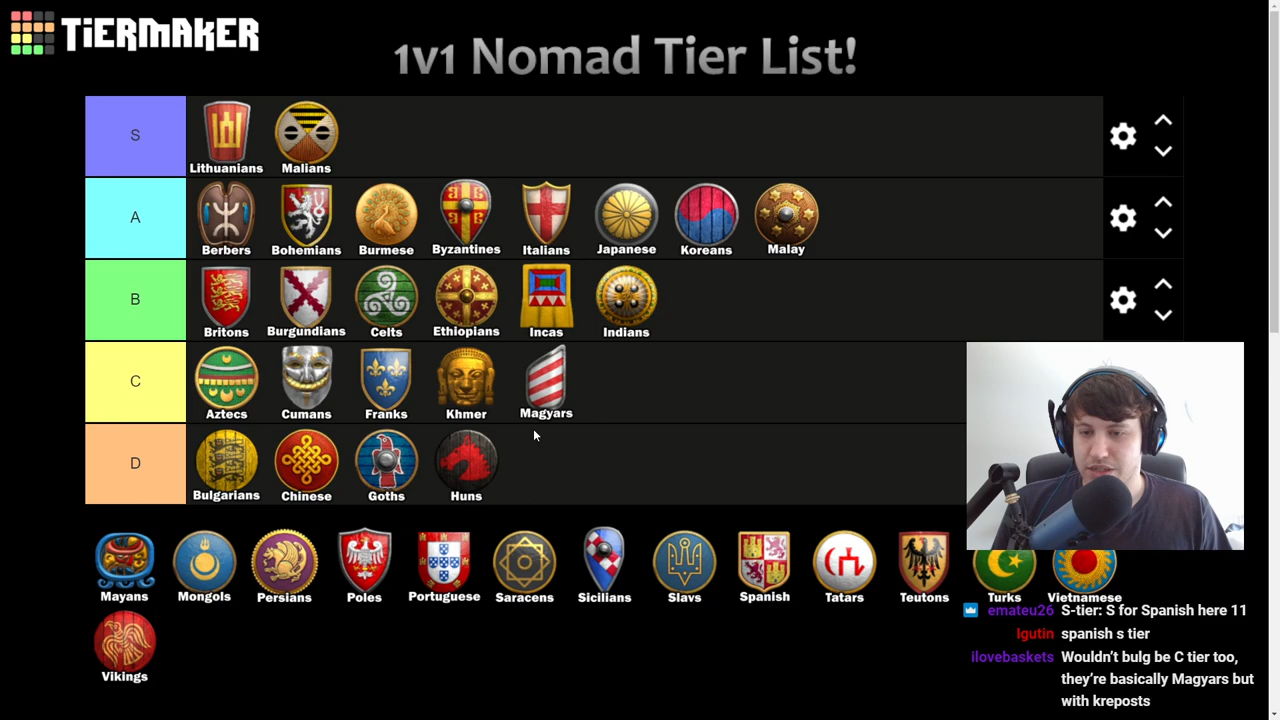 TiERMAKER
1v1 Nomad Tier List!
S
Lithuanians Malians
A
Berbers Bohemians Burmese Byzantines Italians Japanese Koreans Malay
B
Britons Burgundians Celts Ethiopians Incas Indians
C
Aztecs Cumans Franks Khmer Magyars
D
Bulgarians Chinese Goths Huns
Mayans Mongols Persians Poles Portuguese Saracens Sicilians Slavs Spanish Tatars Teutons Turks Vietnamese
Vikings
emateu26 S-tier: S for Spanish here 11
lgutin spanish s tier
ilovebaskets Wouldn't bulg be C tier too,
they're basically Magyars but
with kreposts